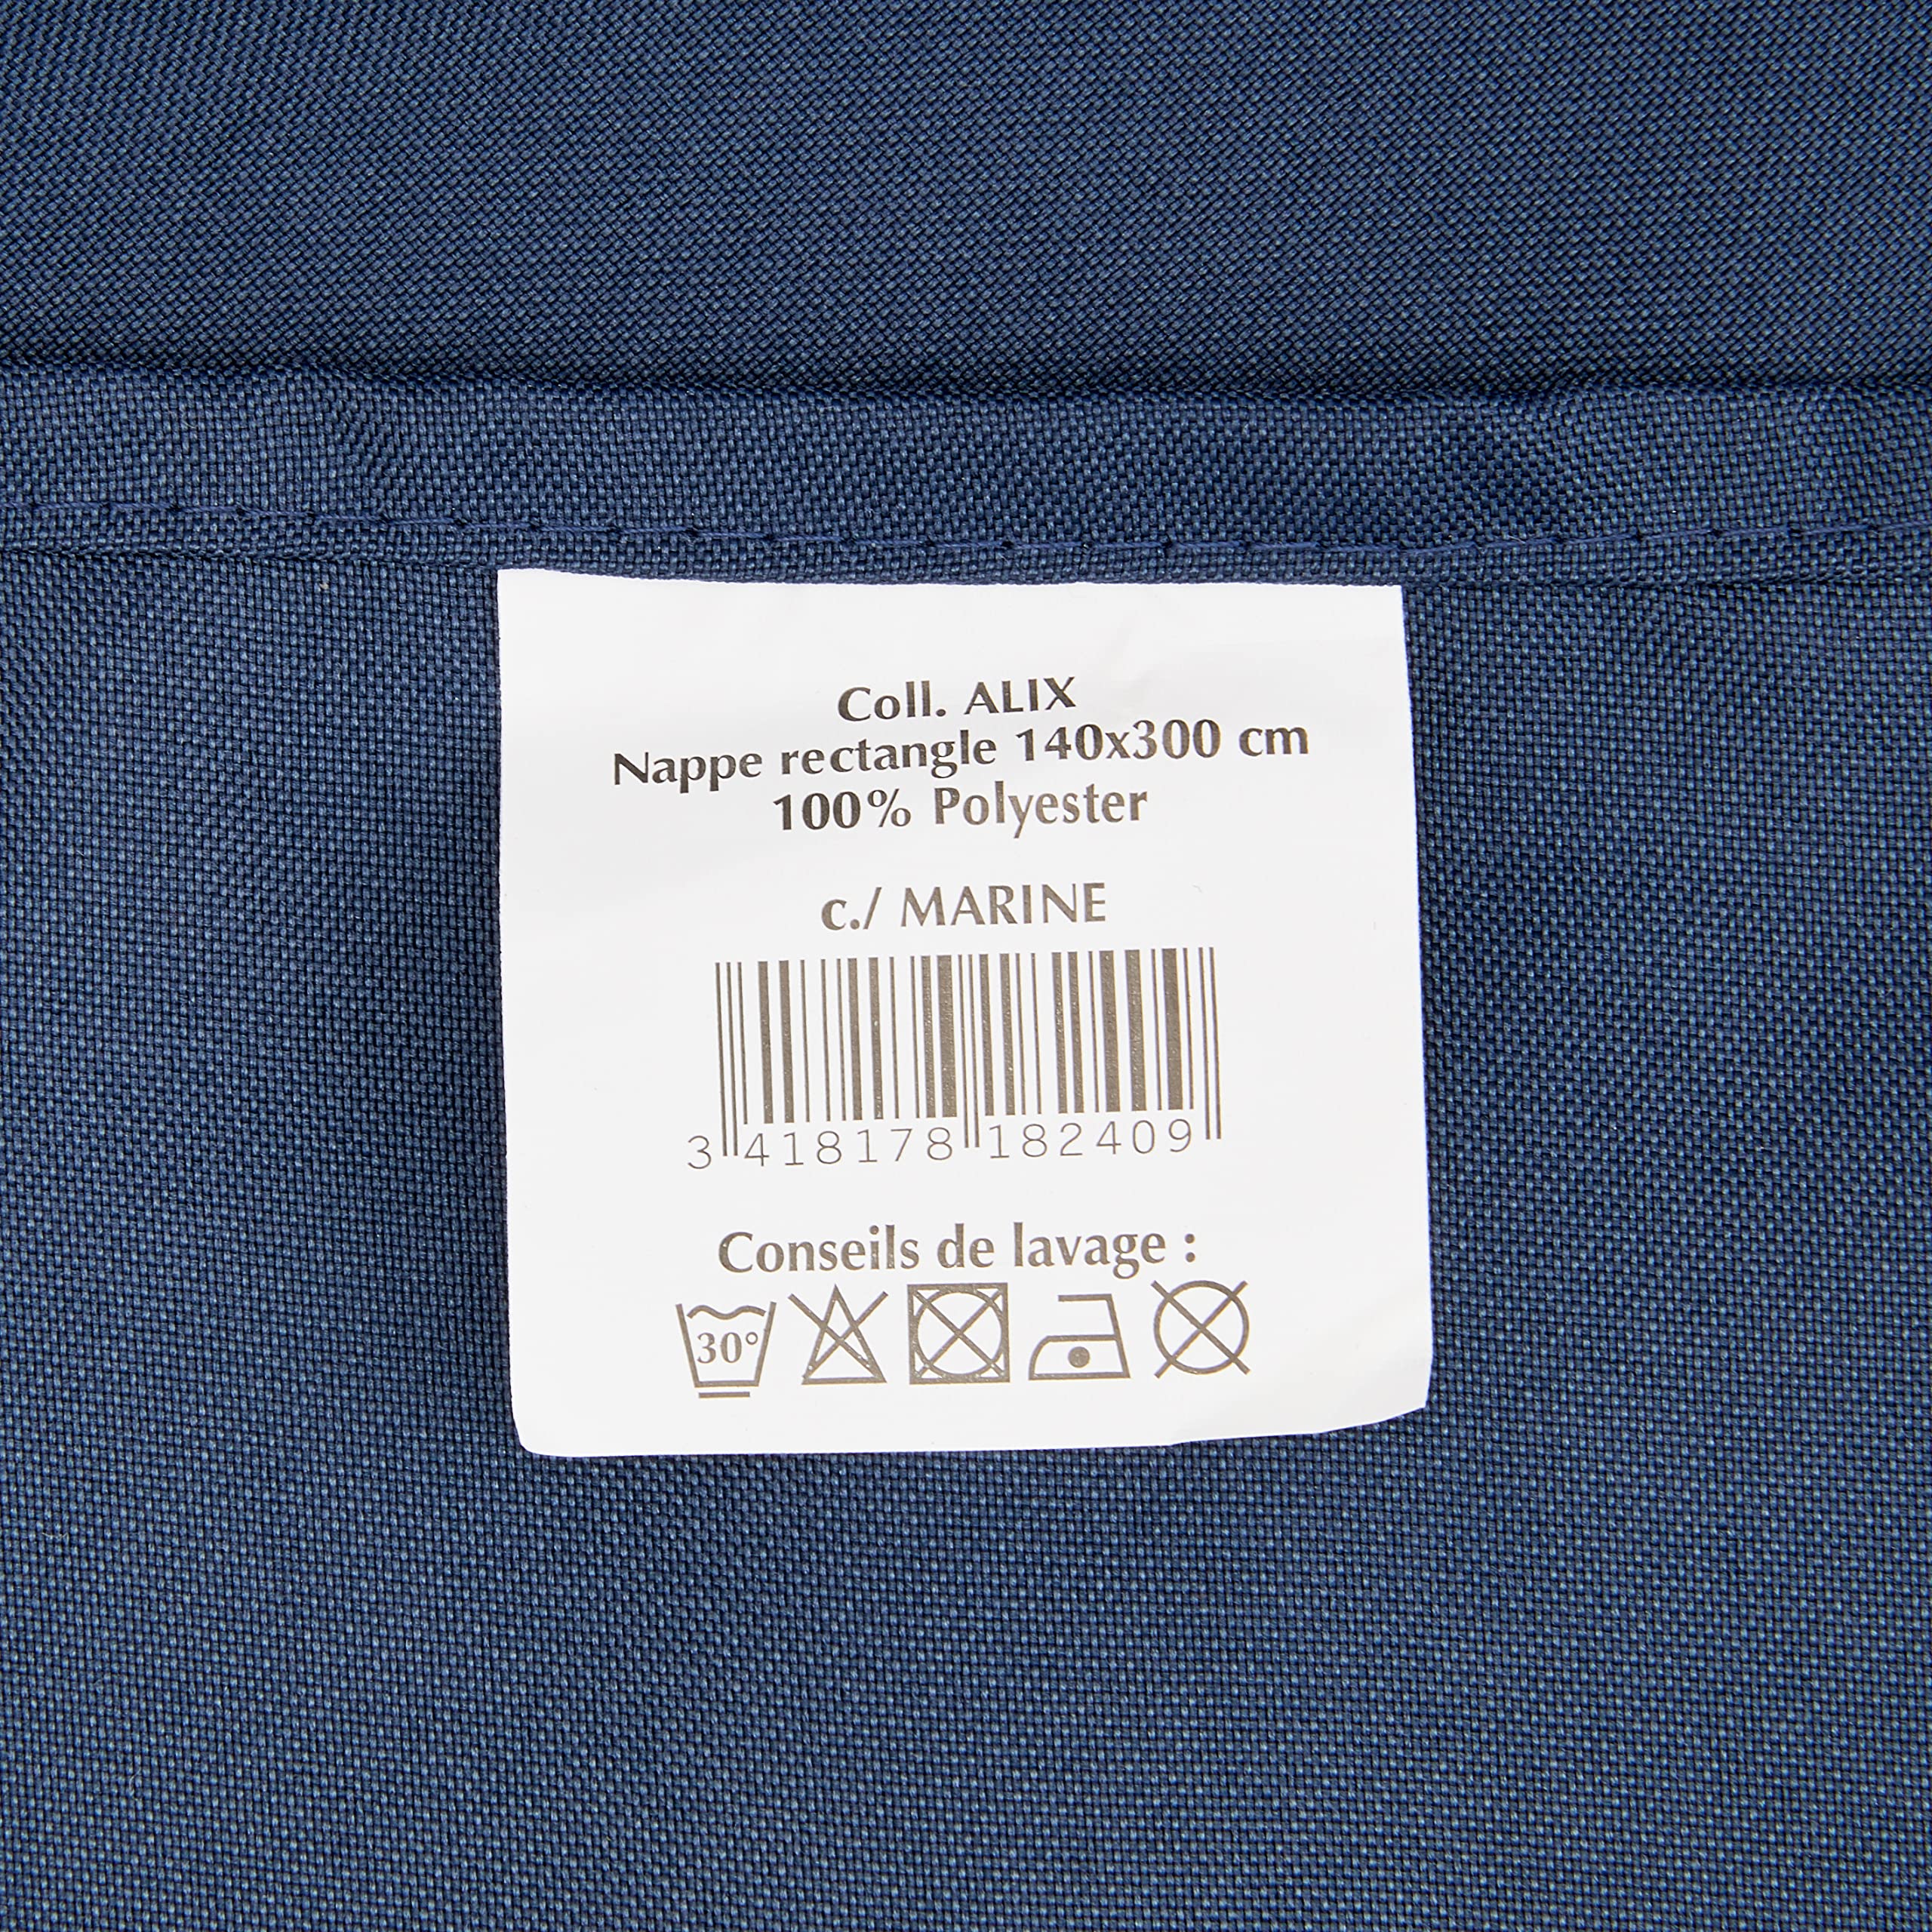 Coll. ALIX
Nappe rectangle 140x300 cm
100% Polyester
c./ MARINE
3 418178 182409
Conseils de lavage :
30°